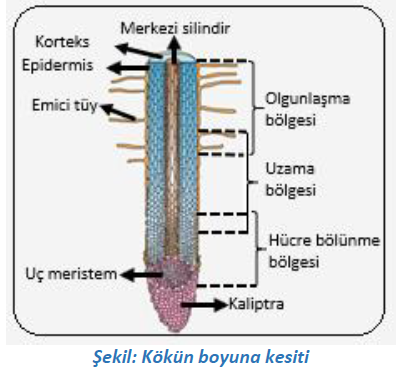 Merkezi silindir
Korteks
Epidermis
Emici tüy
Olgunlaşma
bölgesi
Uzama
bölgesi
Hücre bölünme
bölgesi
Uç meristem
Kaliptra
Şekil: Kökün boyuna kesiti